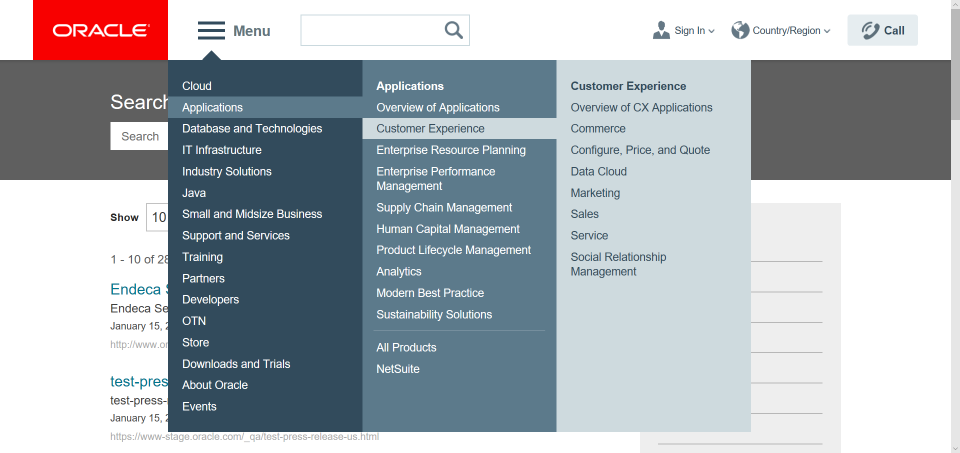 ORACLE
Menu
Sign In
Country/Region
Call
Search
Search
Cloud
Applications
Database and Technologies
IT Infrastructure
Industry Solutions
Java
Small and Midsize Business
Support and Services
Training
Partners
Developers
OTN
Store
Downloads and Trials
About Oracle
Events
Applications
Overview of Applications
Customer Experience
Enterprise Resource Planning
Enterprise Performance
Management
Supply Chain Management
Human Capital Management
Product Lifecycle Management
Analytics
Modern Best Practice
Sustainability Solutions
All Products
NetSuite
Customer Experience
Overview of CX Applications
Commerce
Configure, Price, and Quote
Data Cloud
Marketing
Sales
Service
Social Relationship
Management
Show 10
1 - 10 of 28
Endeca S
Endeca Se
January 15, 2
http://www.or
test-press
test-press-
January 15, 2
https://www-stage.oracle.com/_qa/test-press-release-us.html